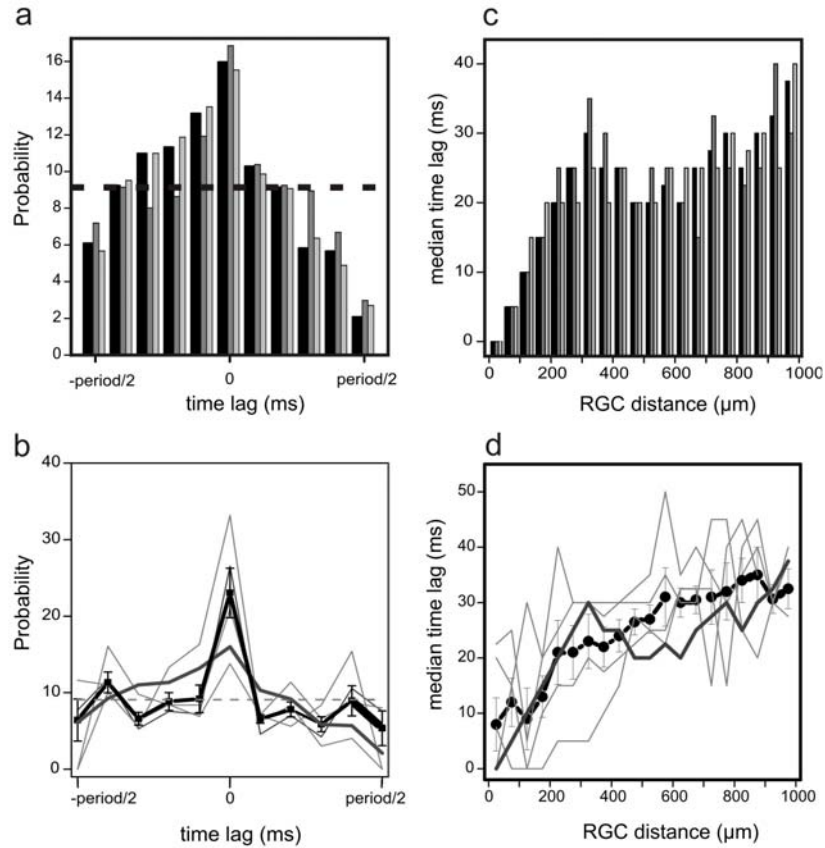 a
16
14
12
10
9
6
4
2
0
Probability
-period/2 0 period/2
time lag (ms)
c
40
30
20
10
0
median time lag (ms)
0 200 400 600 800 1000
RGC distance (µm)
b
40
30
20
10
0
Probability
-period/2 0 period/2
time lag (ms)
d
50
40
30
20
10
0
median time lag (ms)
0 200 400 600 800 1000
RGC distance (µm)